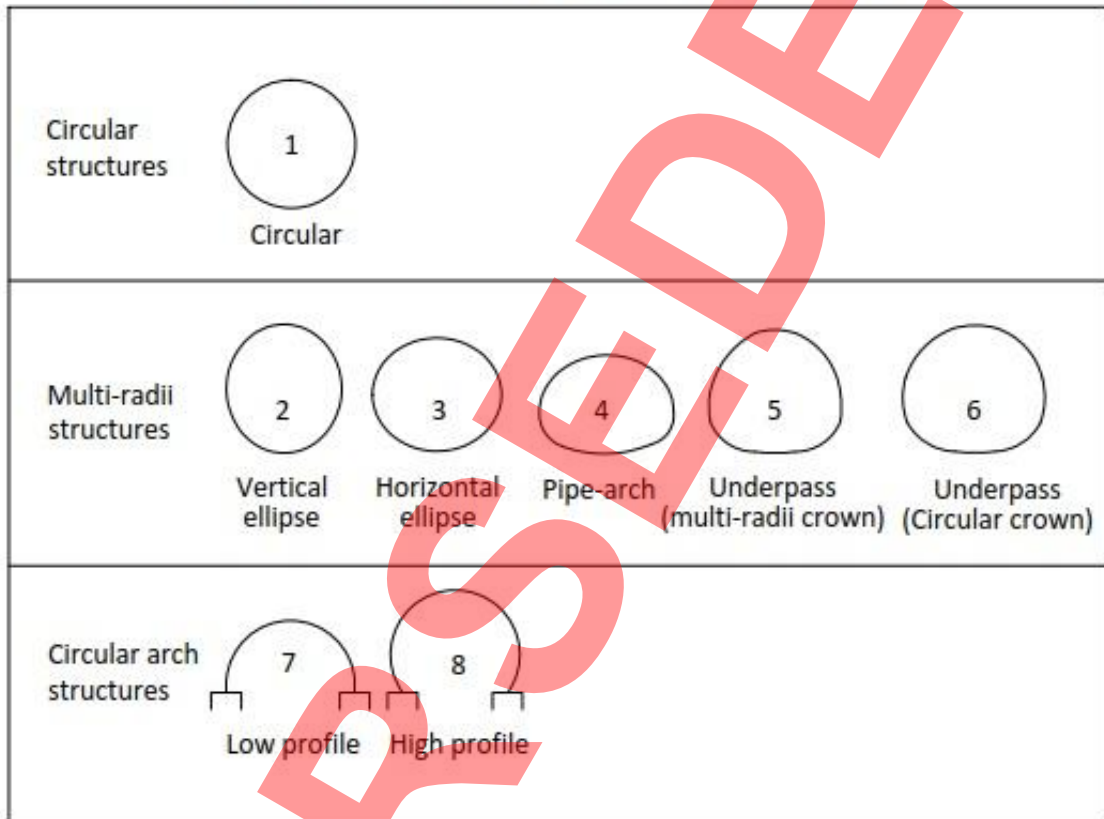 Circular
structures
1
Circular
Multi-radii
structures
2
3
4
5
6
Vertical
ellipse
Horizontal
ellipse
Pipe-arch
Underpass
(multi-radii crown)
Underpass
(Circular crown)
Circular arch
structures
7
8
Low profile
High profile
RSEDE